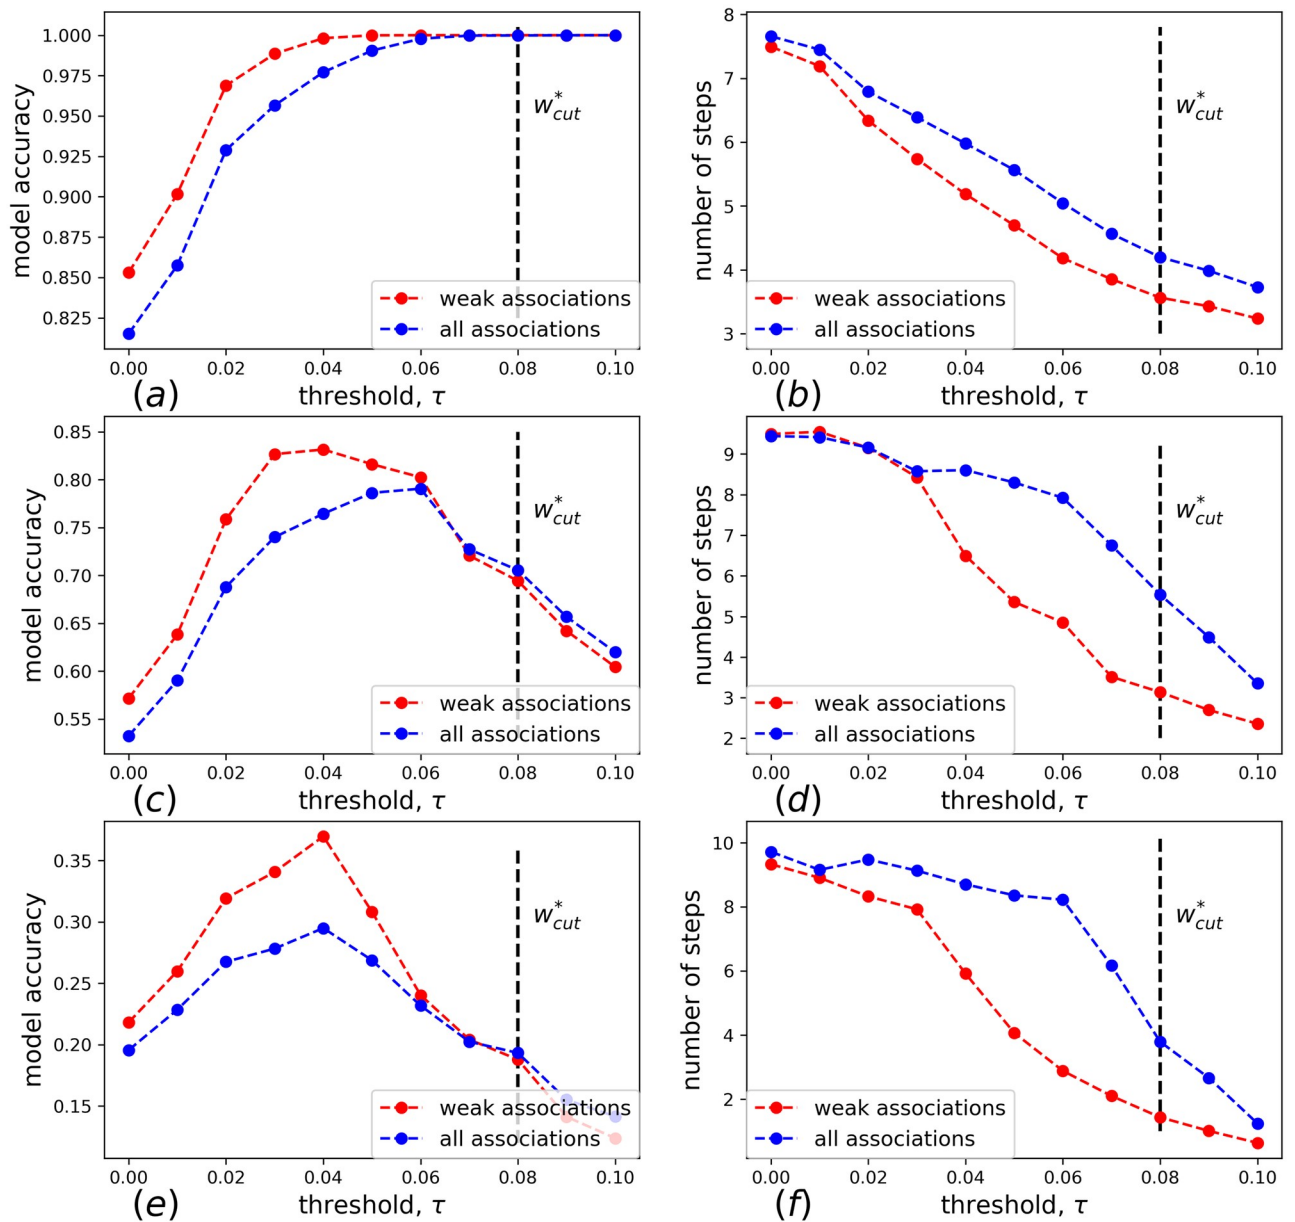 1.000
0.975
0.950
0.925
0.900
0.875
0.850
0.825
model accuracy
w*cut
weak associations
all associations
0.00 0.02 0.04 0.06 0.08 0.10
threshold, τ
(a)
8
7
6
5
4
3
number of steps
w*cut
weak associations
all associations
0.00 0.02 0.04 0.06 0.08 0.10
threshold, τ
(b)
0.85
0.80
0.75
0.70
0.65
0.60
0.55
model accuracy
w*cut
weak associations
all associations
0.00 0.02 0.04 0.06 0.08 0.10
threshold, τ
(c)
9
8
7
6
5
4
3
2
number of steps
w*cut
weak associations
all associations
0.00 0.02 0.04 0.06 0.08 0.10
threshold, τ
(d)
0.35
0.30
0.25
0.20
0.15
model accuracy
w*cut
weak associations
all associations
0.00 0.02 0.04 0.06 0.08 0.10
threshold, τ
(e)
10
8
6
4
2
number of steps
w*cut
weak associations
all associations
0.00 0.02 0.04 0.06 0.08 0.10
threshold, τ
(f)